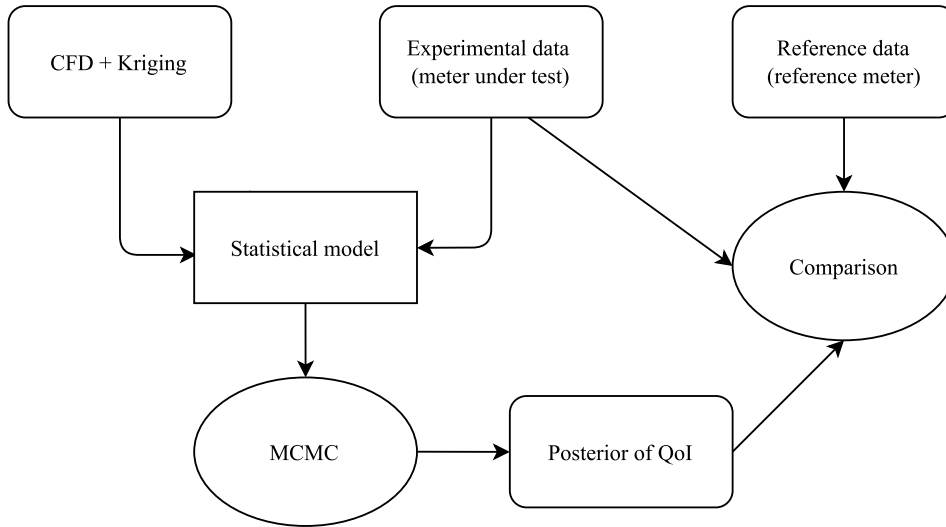 CFD + Kriging
Experimental data
(meter under test)
Reference data
(reference meter)
Statistical model
Comparison
MCMC
Posterior of QoI